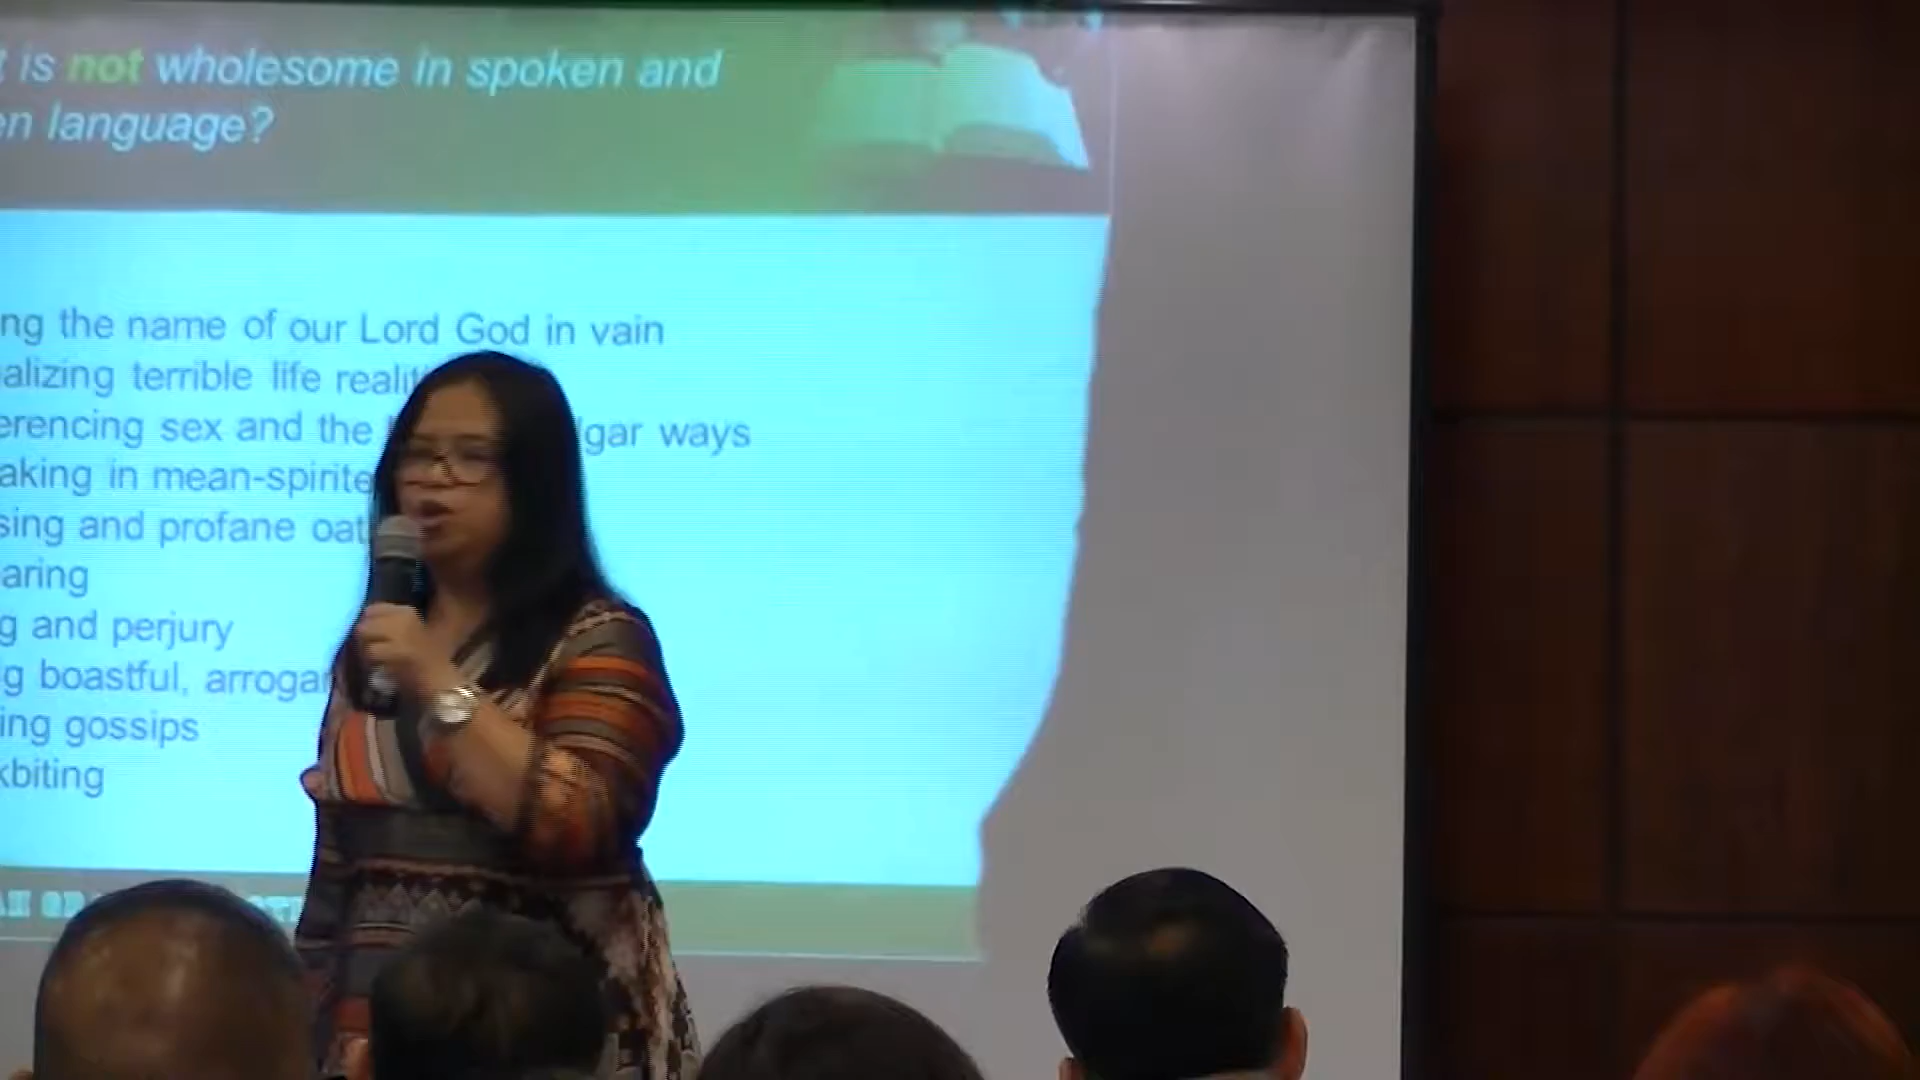 t is not wholesome in spoken and
en language?
ng the name of our Lord God in vain
alizing terrible life realit
erencing sex and the lgar ways
aking in mean-spirite
sing and profane oat
aring
g and perjury
g boastful, arrogan
ing gossips
kbiting